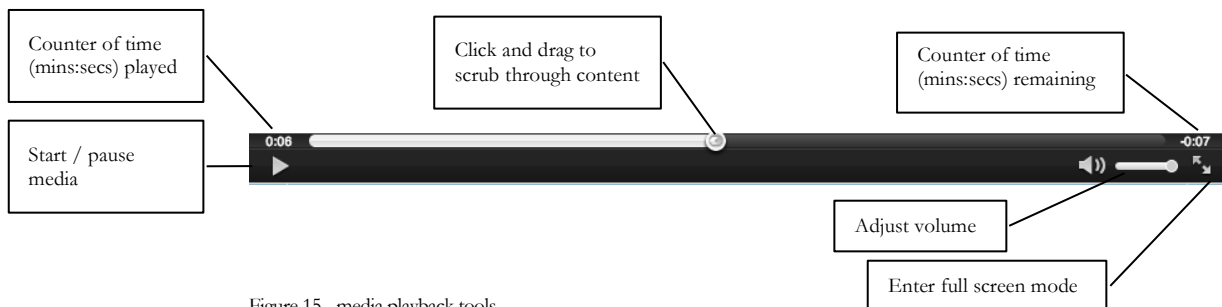 Counter of time
(mins:secs) played
Click and drag to
scrub through content
Counter of time
(mins:secs) remaining
Start / pause
media
0:06
-0:07
Adjust volume
Enter full screen mode
Figure 15 - media playback tools